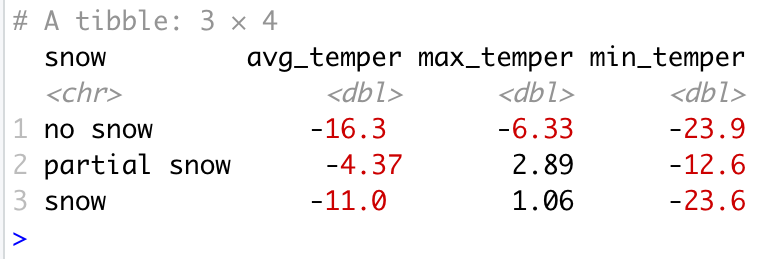 # A tibble: 3 × 4
snow avg_temper max_temper min_temper
<chr> <dbl> <dbl> <dbl>
1 no snow -16.3 -6.33 -23.9
2 partial snow -4.37 2.89 -12.6
3 snow -11.0 1.06 -23.6
>